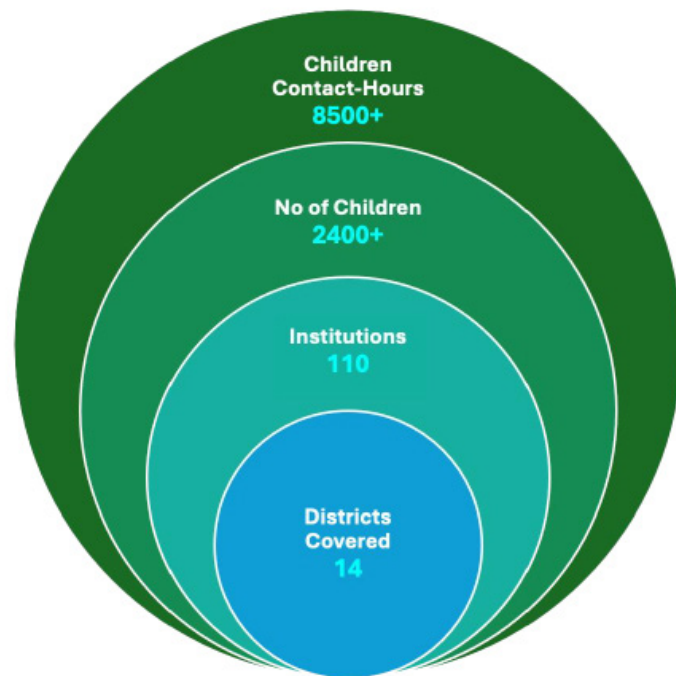 Children
Contact-Hours
8500+
No of Children
2400+
Institutions
110
Districts
Covered
14